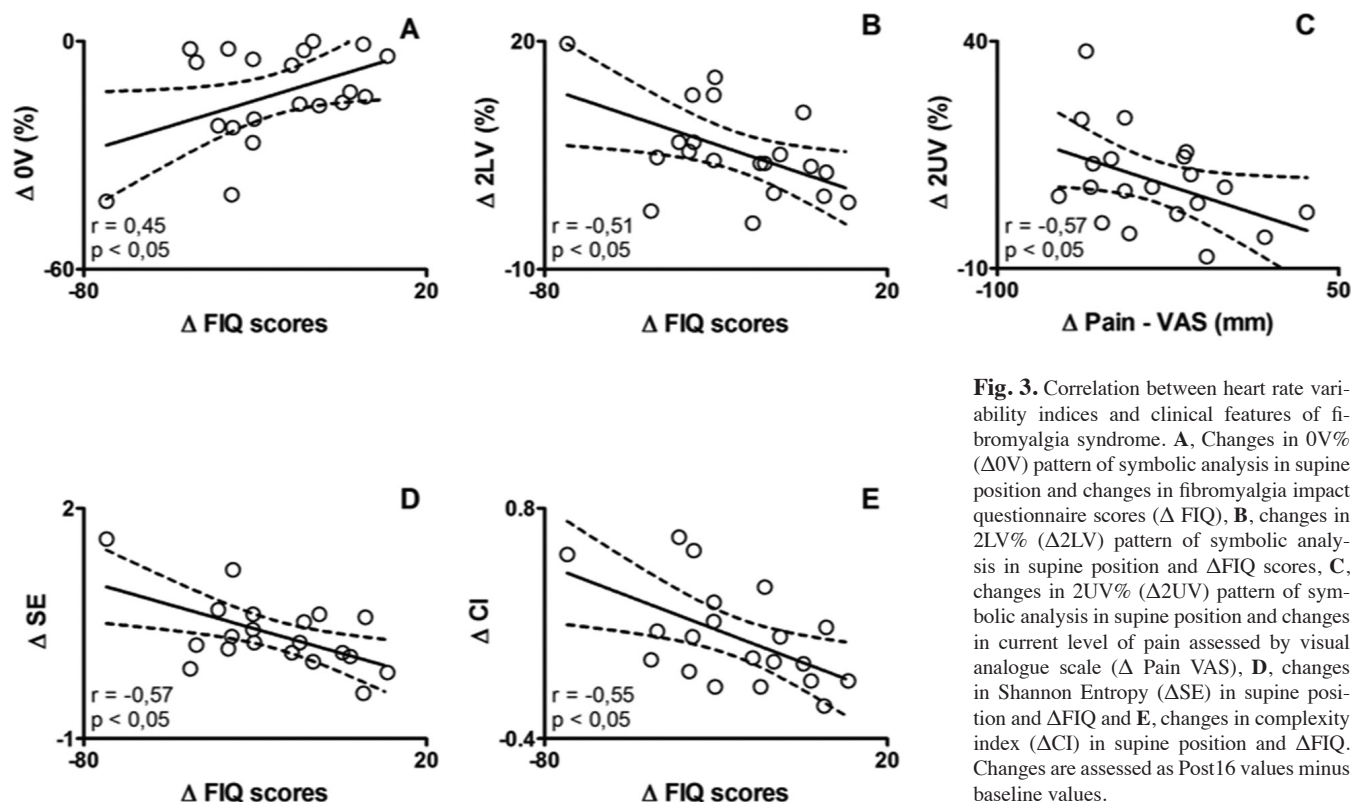 A
0
Δ 0V (%)
r = 0,45
p < 0,05
-60
-80
20
Δ FIQ scores
B
20
Δ 2LV (%)
r = -0,51
p < 0,05
-10
-80
20
Δ FIQ scores
C
40
Δ 2UV (%)
r = -0,57
p < 0,05
-10
-100
50
Δ Pain - VAS (mm)
D
2
Δ SE
r = -0,57
p < 0,05
-1
-80
20
Δ FIQ scores
E
0.8
Δ CI
r = -0,55
p < 0,05
-0.4
-80
20
Δ FIQ scores
Fig. 3. Correlation between heart rate vari-
ability indices and clinical features of fi-
bromyalgia syndrome. A, Changes in 0V%
(Δ0V) pattern of symbolic analysis in supine
position and changes in fibromyalgia impact
questionnaire scores (Δ FIQ), B, changes in
2LV% (Δ2LV) pattern of symbolic analy-
sis in supine position and ΔFIQ scores, C,
changes in 2UV% (Δ2UV) pattern of sym-
bolic analysis in supine position and changes
in current level of pain assessed by visual
analogue scale (Δ Pain VAS), D, changes
in Shannon Entropy (ΔSE) in supine posi-
tion and ΔFIQ and E, changes in complexity
index (ΔCI) in supine position and ΔFIQ.
Changes are assessed as Post16 values minus
baseline values.